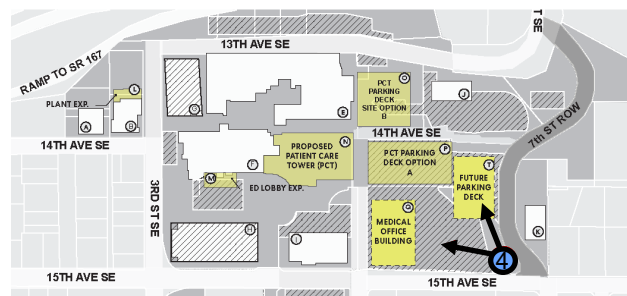 ST SE
13TH AVE SE
RAMP TO SR 167
L
PLANT EXP.
A
B
E
PCT
PARKING
DECK
SITE OPTION
B
O
J
7th ST ROW
14TH AVE SE
14TH AVE SE
PROPOSED
PATIENT CARE
TOWER (PCT)
N
PCT PARKING
DECK OPTION
A
P
F
M
ED LOBBY EXP.
T
FUTURE
PARKING
DECK
3RD ST SE
H
I
Q
MEDICAL
OFFICE
BUILDING
K
4
15TH AVE SE
15TH AVE SE